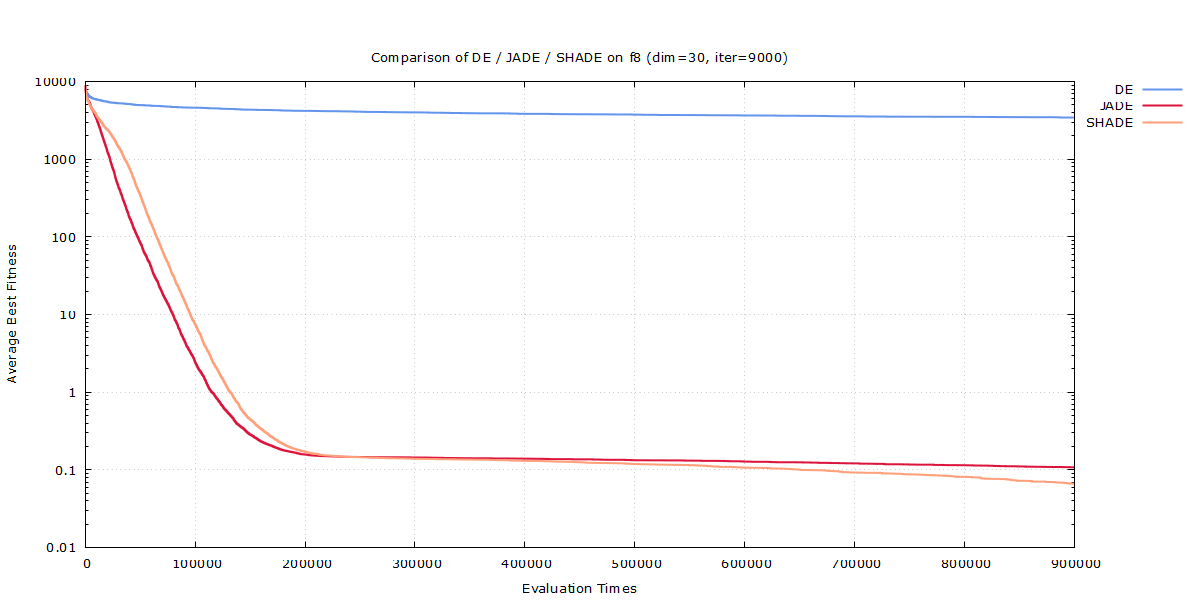 Comparison of DE / JADE / SHADE on f8 (dim=30, iter=9000)
DE
JADE
SHADE
10000
1000
100
10
1
0.1
0.01
Average Best Fitness
0 100000 200000 300000 400000 500000 600000 700000 800000 900000
Evaluation Times